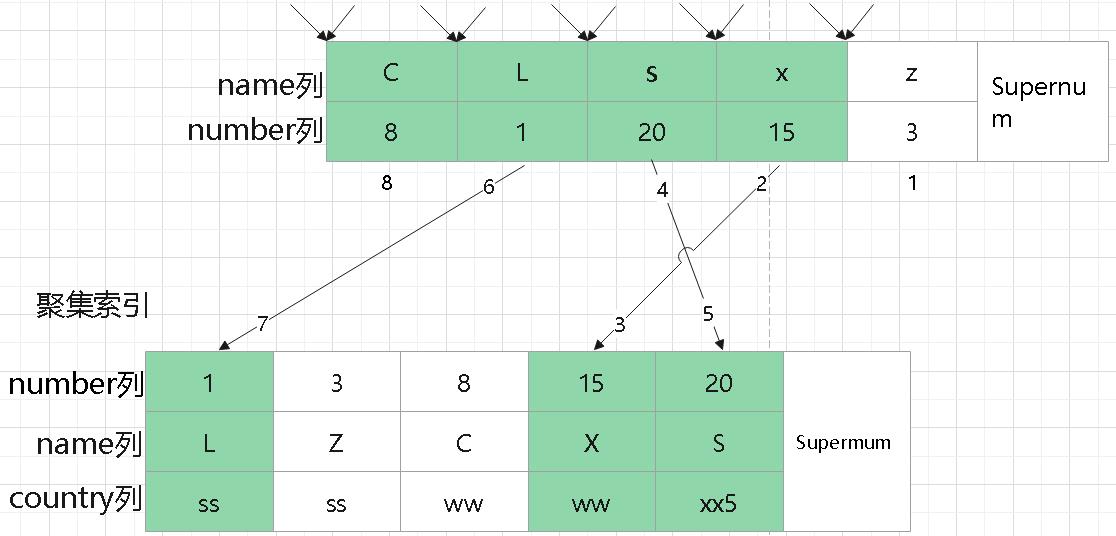 name列 C L s x z Supernu
m
number列 8 1 20 15 3
8 6 4 2 1
聚集索引
7 3 5
number列 1 3 8 15 20
name列 L Z C X S Supermum
country列 ss ss ww ww xx5